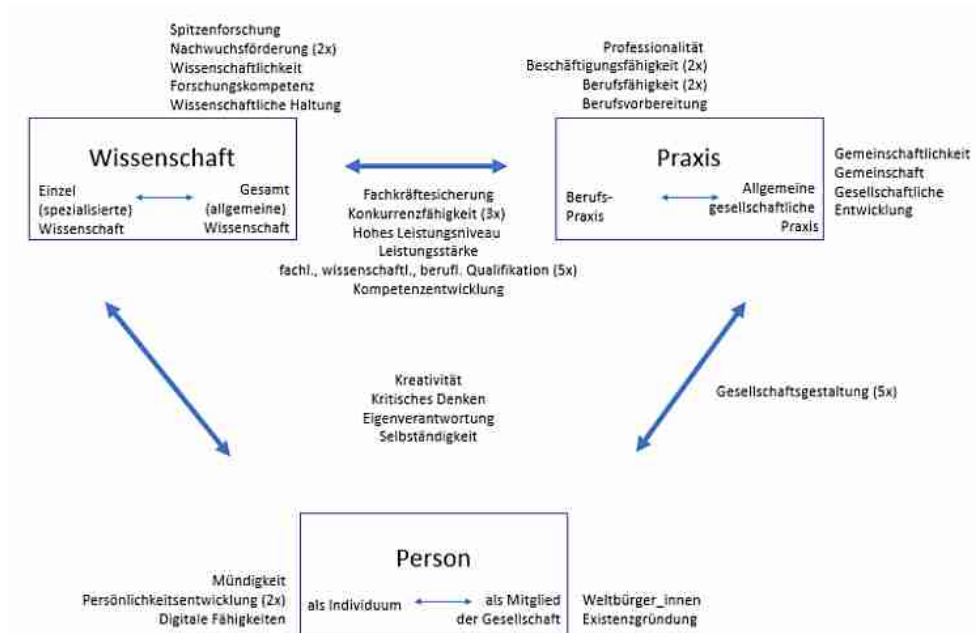 Spitzenforschung
Nachwuchsförderung (2x)
Wissenschaftlichkeit
Forschungskompetenz
Wissenschaftliche Haltung
Professionalität
Beschäftigungsfähigkeit (2x)
Berufsfähigkeit (2x)
Berufsvorbereitung
Wissenschaft
Einzel
(spezialisierte)
Wissenschaft
Gesamt
(allgemeine)
Wissenschaft
Fachkräftesicherung
Konkurrenzfähigkeit (3x)
Hohes Leistungsniveau
Leistungsstärke
fachl., wissenschaftl., berufl. Qualifikation (5x)
Kompetenzentwicklung
Praxis
Berufs-
Praxis
Allgemeine
gesellschaftliche
Praxis
Gemeinschaftlichkeit
Gemeinschaft
Gesellschaftliche
Entwicklung
Kreativität
Kritisches Denken
Eigenverantwortung
Selbständigkeit
Gesellschaftsgestaltung (5x)
Mündigkeit
Persönlichkeitsentwicklung (2x)
Digitale Fähigkeiten
Person
als Individuum
als Mitglied
der Gesellschaft
Weltbürger_innen
Existenzgründung